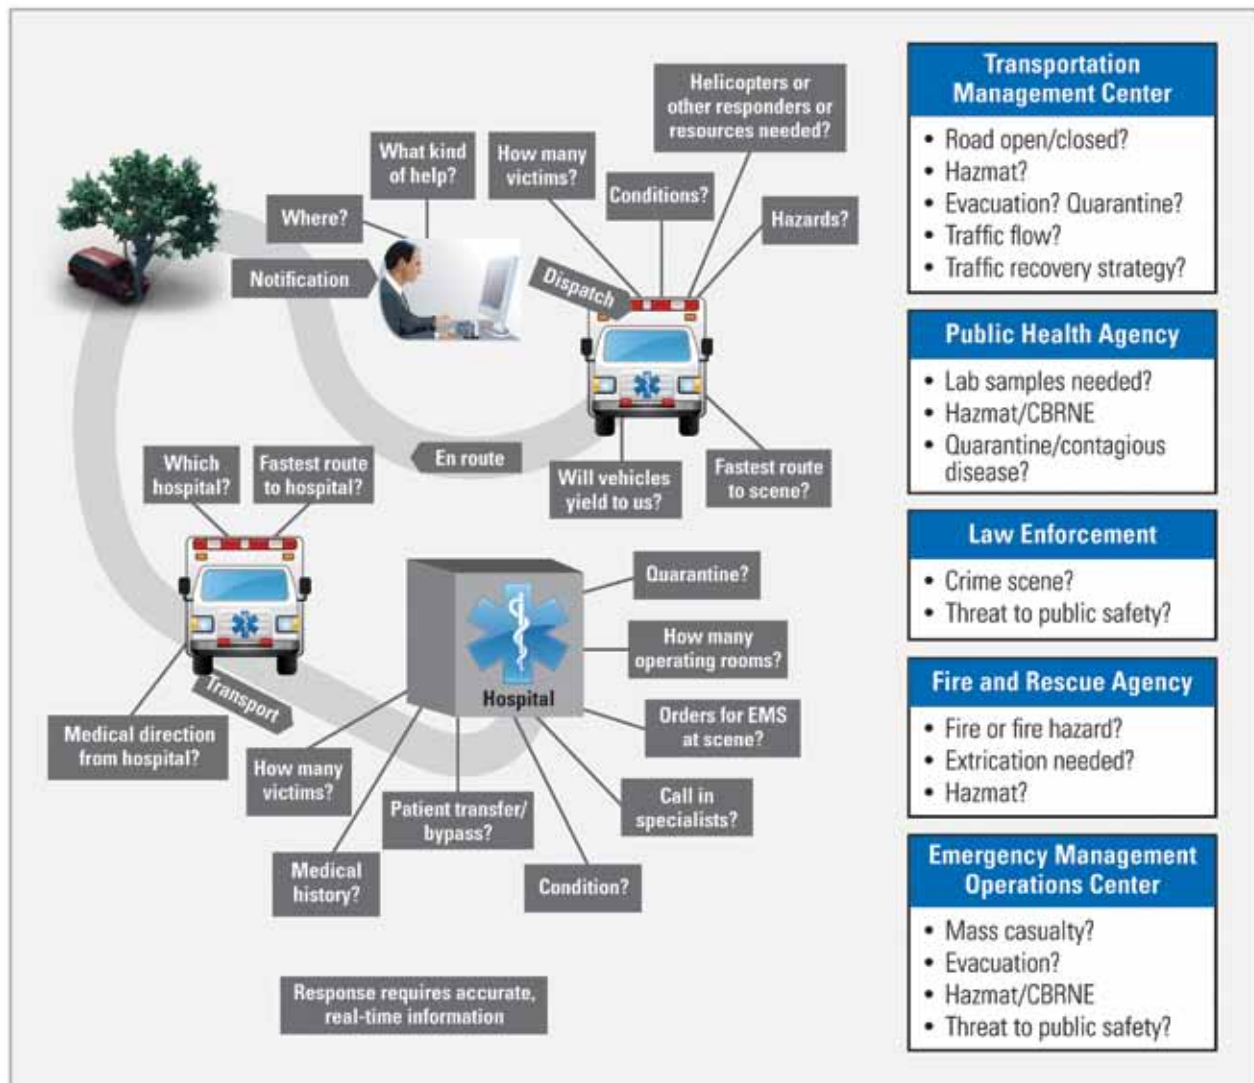 Helicopters or
other responders or
resources needed?
What kind
of help?
How many
victims?
Conditions?
Where?
Hazards?
Notification
Dispatch
En route
Which
hospital?
Fastest route
to hospital?
Will vehicles
yield to us?
Fastest route
to scene?
Quarantine?
How many
operating rooms?
Hospital
Transport
Orders for EMS
at scene?
Medical direction
from hospital?
How many
victims?
Patient transfer/
bypass?
Call in
specialists?
Medical
history?
Condition?
Response requires accurate,
real-time information
Transportation
Management Center
• Road open/closed?
• Hazmat?
• Evacuation? Quarantine?
• Traffic flow?
• Traffic recovery strategy?
Public Health Agency
• Lab samples needed?
• Hazmat/CBRNE
• Quarantine/contagious
disease?
Law Enforcement
• Crime scene?
• Threat to public safety?
Fire and Rescue Agency
• Fire or fire hazard?
• Extrication needed?
• Hazmat?
Emergency Management
Operations Center
• Mass casualty?
• Evacuation?
• Hazmat/CBRNE
• Threat to public safety?